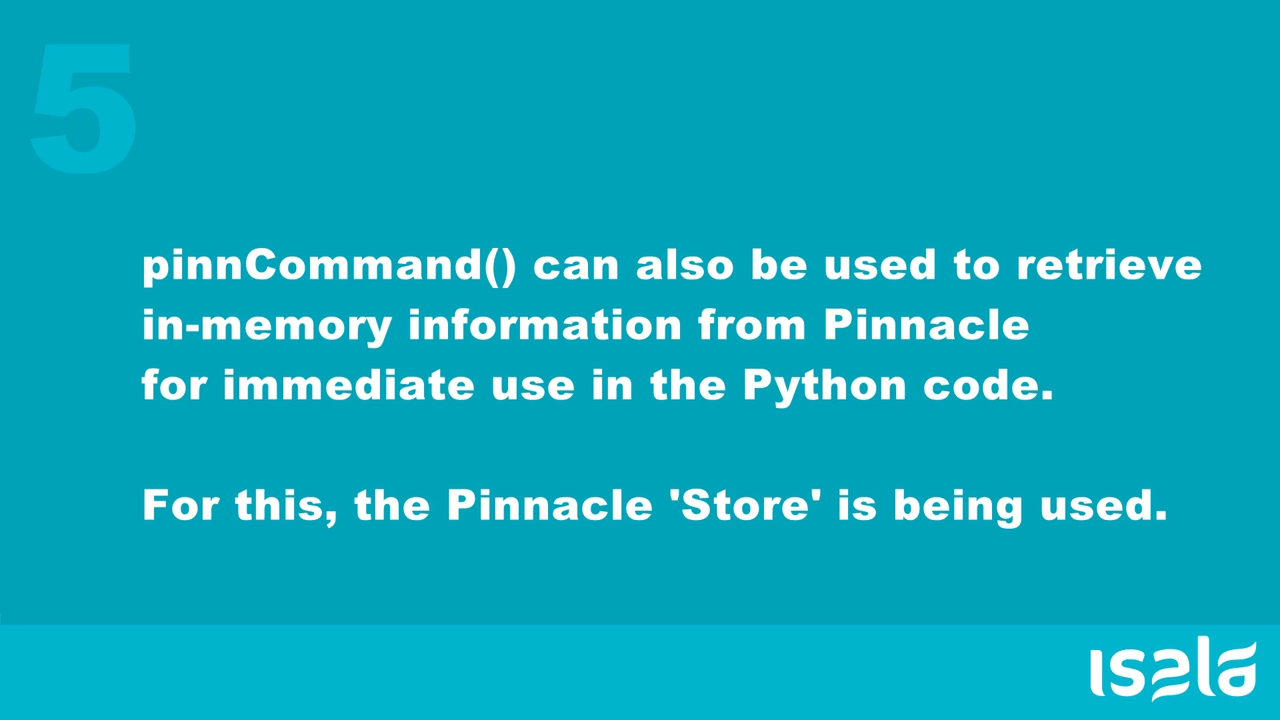 5
pinnCommand() can also be used to retrieve
in-memory information from Pinnacle
for immediate use in the Python code.
For this, the Pinnacle 'Store' is being used.
isala